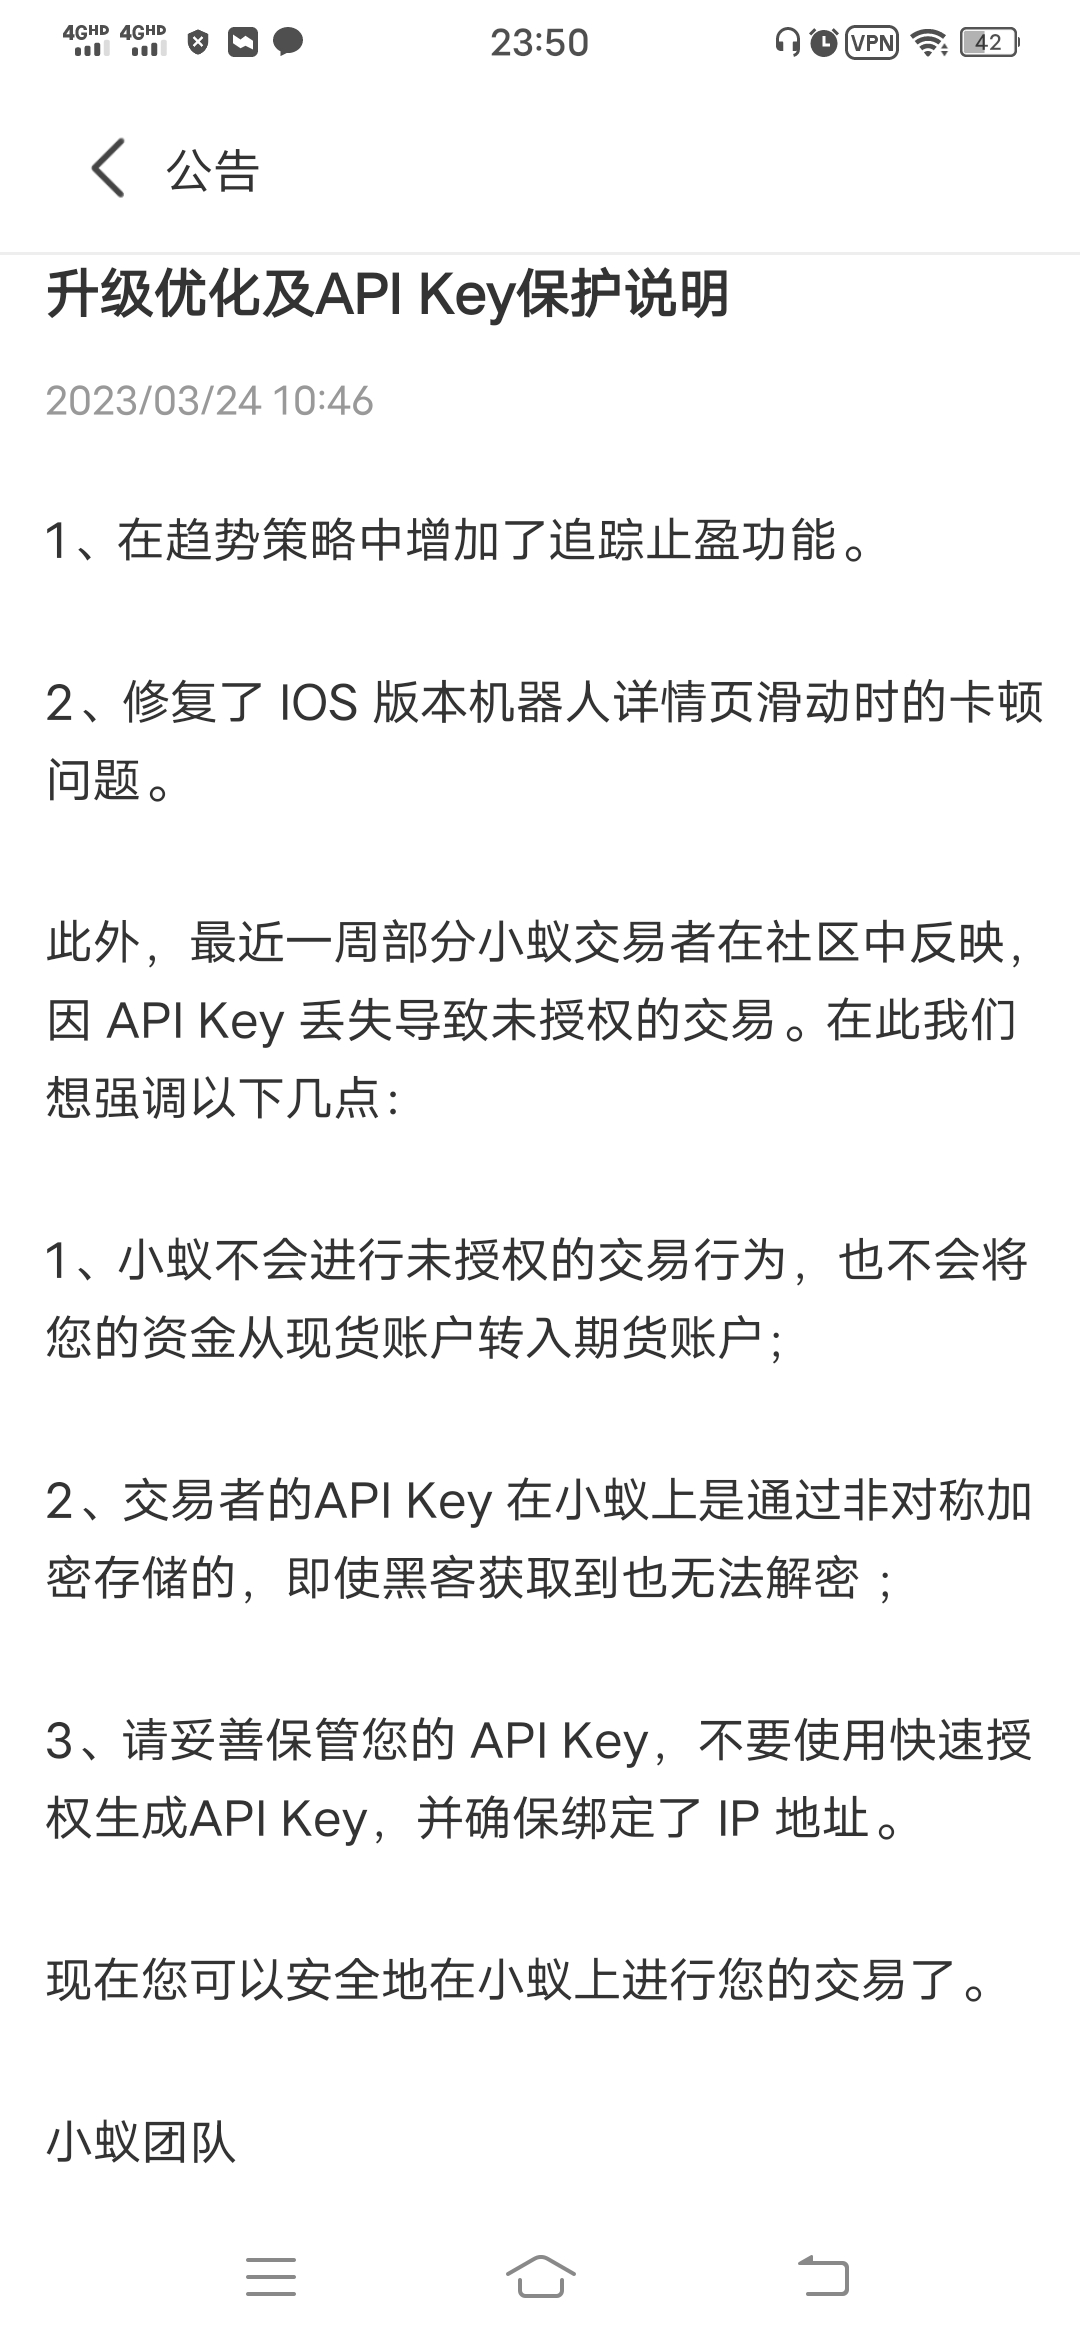 4GHD 4GHD 23:50 VPN 42
公告
升级优化及API Key保护说明
2023/03/24 10:46
1、在趋势策略中增加了追踪止盈功能。
2、修复了 IOS 版本机器人详情页滑动时的卡顿
问题。
此外，最近一周部分小蚁交易者在社区中反映，
因 API Key 丢失导致未授权的交易。在此我们
想强调以下几点：
1、小蚁不会进行未授权的交易行为，也不会将
您的资金从现货账户转入期货账户；
2、交易者的API Key 在小蚁上是通过非对称加
密存储的，即使黑客获取到也无法解密 ；
3、请妥善保管您的 API Key，不要使用快速授
权生成API Key，并确保绑定了 IP 地址。
现在您可以安全地在小蚁上进行您的交易了。
小蚁团队